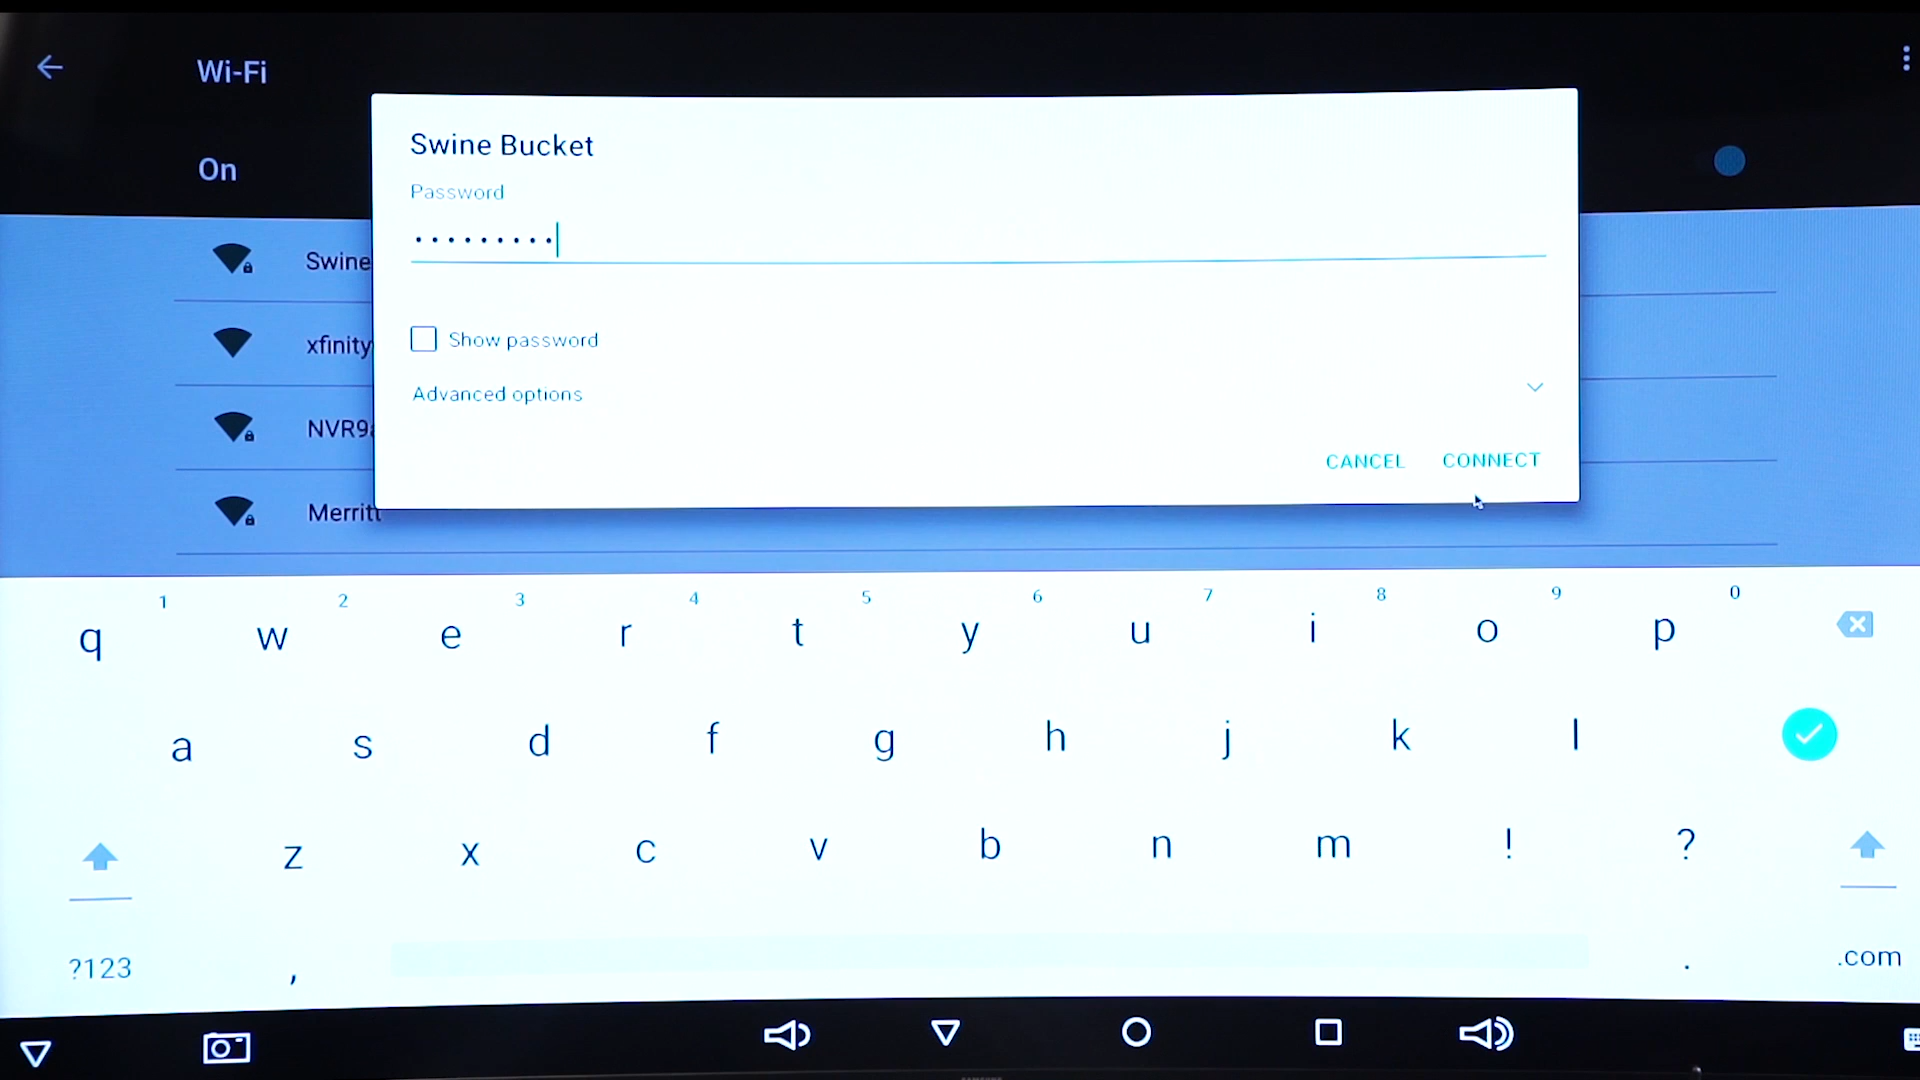 Wi-Fi
On
Swine Bucket
Password
•••••••••
Show password
Advanced options
CANCEL CONNECT
Swine
xfinity
NVR9
Merritt
1 2 3 4 5 6 7 8 9 0
q w e r t y u i o p
a s d f g h j k l
z x c v b n m ! ?
?123 , . .com